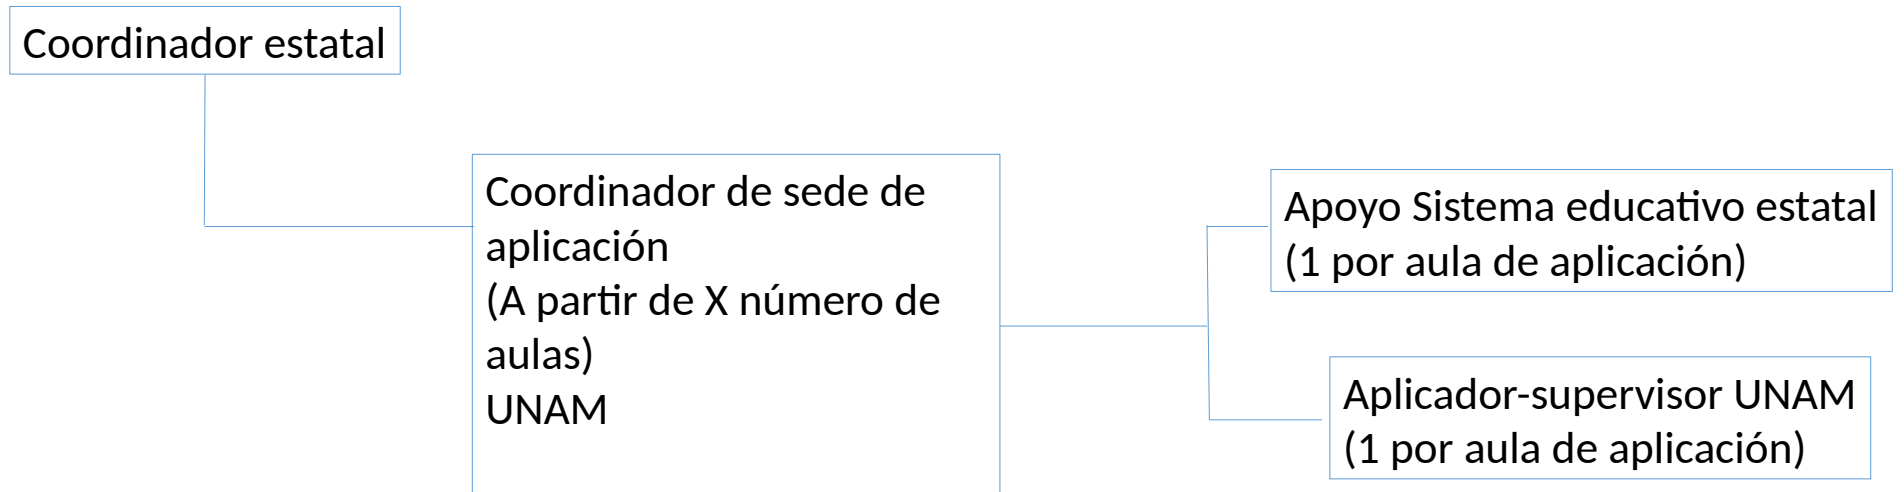 Coordinador estatal
Coordinador de sede de
aplicación
(A partir de X número de
aulas)
UNAM
Apoyo Sistema educativo estatal
(1 por aula de aplicación)
Aplicador-supervisor UNAM
(1 por aula de aplicación)